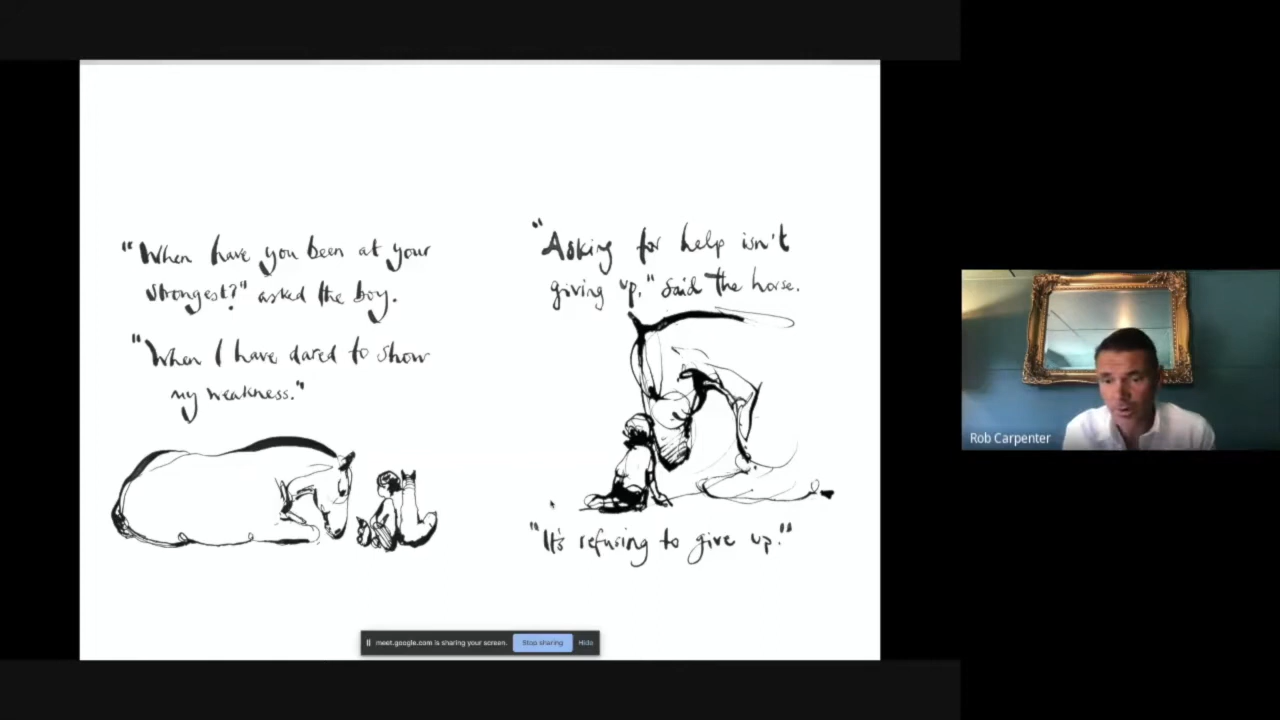 "When have you been at your
strongest?" asked the boy.
"When I have dared to show
my weakness."
"Asking for help isn't
giving up," said the horse.
"It's refusing to give up."
meet.google.com is sharing your screen. Stop sharing Hide
Rob Carpenter